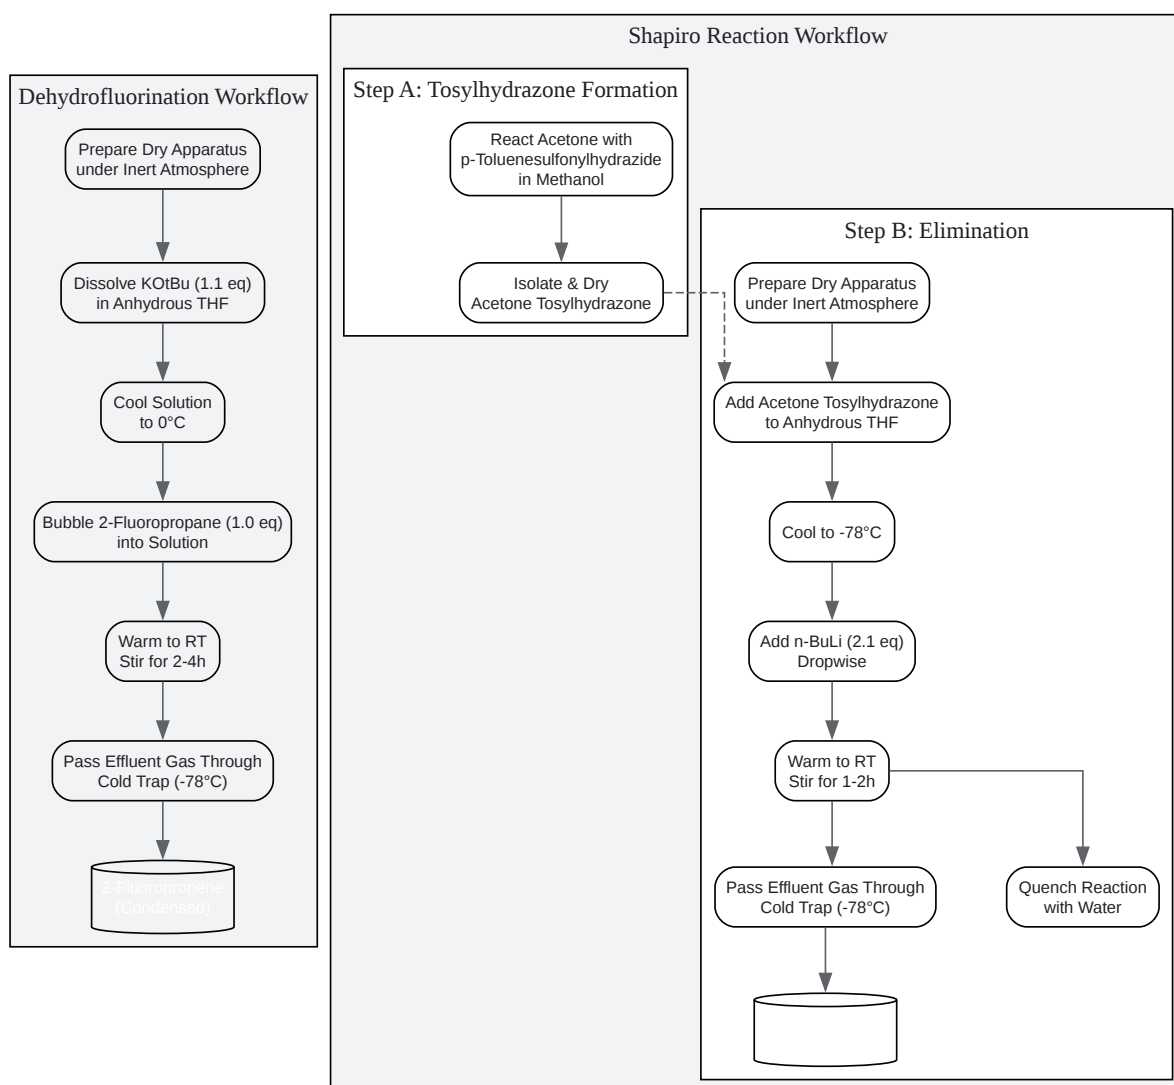 Shapiro Reaction Workflow
Dehydrofluorination Workflow
Prepare Dry Apparatus
under Inert Atmosphere
Dissolve KOtBu (1.1 eq)
in Anhydrous THF
Cool Solution
to 0°C
Bubble 2-Fluoropropane (1.0 eq)
into Solution
Warm to RT
Stir for 2-4h
Pass Effluent Gas Through
Cold Trap (-78°C)
2-Fluoropropene
(Condensed)
Step A: Tosylhydrazone Formation
React Acetone with
p-Toluenesulfonylhydrazide
in Methanol
Isolate & Dry
Acetone Tosylhydrazone
Step B: Elimination
Prepare Dry Apparatus
under Inert Atmosphere
Add Acetone Tosylhydrazone
to Anhydrous THF
Cool to -78°C
Add n-BuLi (2.1 eq)
Dropwise
Warm to RT
Stir for 1-2h
Pass Effluent Gas Through
Cold Trap (-78°C)
Quench Reaction
with Water